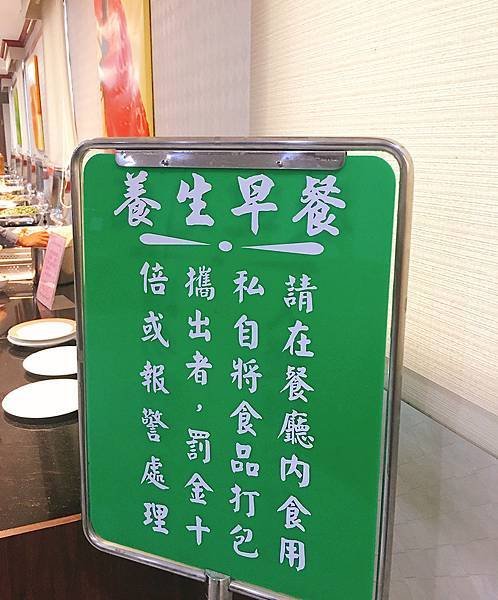 養生早餐
請在餐廳內食用
私自將食品打包
攜出者，罰金十
倍或報警處理